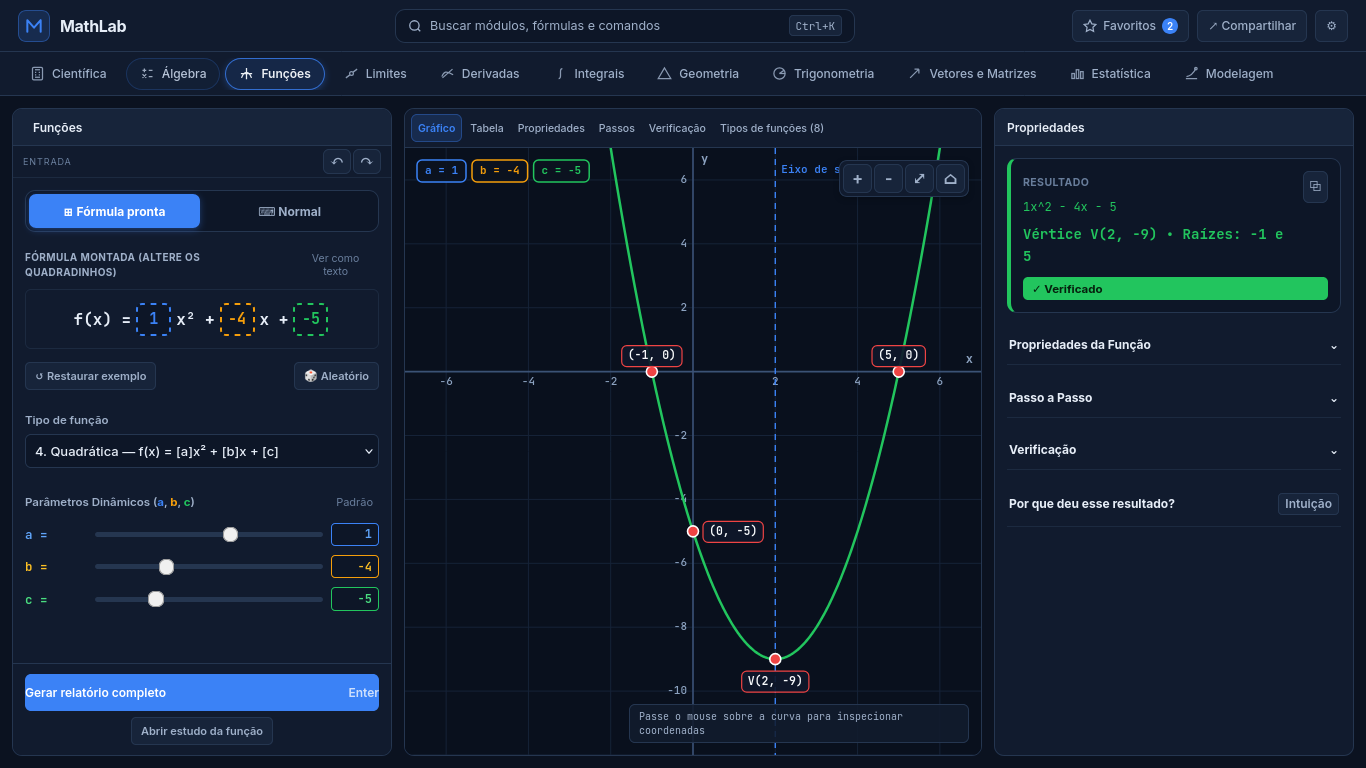 MathLab
Buscar módulos, fórmulas e comandos
Ctrl+K
Favoritos 2
Compartilhar
Científica
Álgebra
Funções
Limites
Derivadas
Integrais
Geometria
Trigonometria
Vetores e Matrizes
Estatística
Modelagem
Funções
ENTRADA
Fórmula pronta
Normal
FÓRMULA MONTADA (ALTERE OS
QUADRADINHOS)
Ver como
texto
f(x) = 1 x² + -4 x + -5
Restaurar exemplo
Aleatório
Tipo de função
4. Quadrática — f(x) = [a]x² + [b]x + [c]
Parâmetros Dinâmicos (a, b, c)
Padrão
a = 1
b = -4
c = -5
Gerar relatório completo
Enter
Abrir estudo da função
Gráfico
Tabela
Propriedades
Passos
Verificação
Tipos de funções (8)
a = 1
b = -4
c = -5
y
Eixo de s
+
-
6
4
2
(-1, 0)
(5, 0)
x
-6
-4
-2
2
4
6
-2
-4
(0, -5)
-6
-8
V(2, -9)
-10
Passe o mouse sobre a curva para inspecionar
coordenadas
Propriedades
RESULTADO
1x^2 - 4x - 5
Vértice V(2, -9) • Raízes: -1 e
5
✓ Verificado
Propriedades da Função
Passo a Passo
Verificação
Por que deu esse resultado?
Intuição